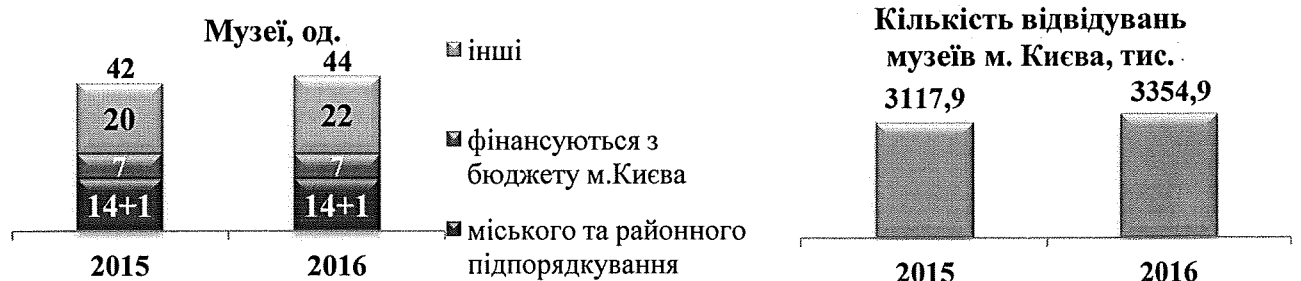 Музеї, од.
42
44
20
22
7
7
14+1
14+1
2015
2016
інші
фінансуються з
бюджету м.Києва
міського та районного
підпорядкування
Кількість відвідувань
музеїв м. Києва, тис.
3117,9
3354,9
2015
2016